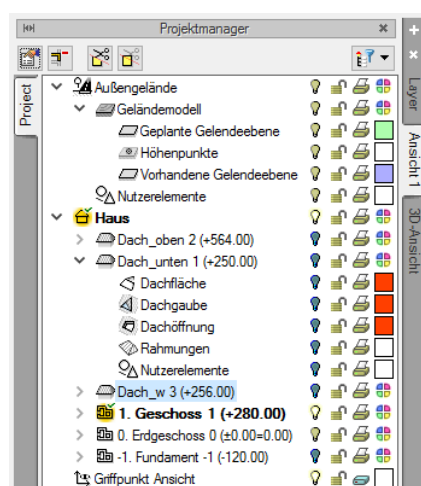 Projektmanager
Project
Außengelände
Geländemodell
Geplante Gelendeebene
Höhenpunkte
Vorhandene Gelendeebene
Nutzerelemente
Haus
Dach_oben 2 (+564.00)
Dach_unten 1 (+250.00)
Dachfläche
Dachgaube
Dachöffnung
Rahmungen
Nutzerelemente
Dach_w 3 (+256.00)
1. Geschoss 1 (+280.00)
0. Erdgeschoss 0 (±0.00=0.00)
-1. Fundament -1 (-120.00)
Griffpunkt Ansicht
Layer
Ansicht 1
3D-Ansicht